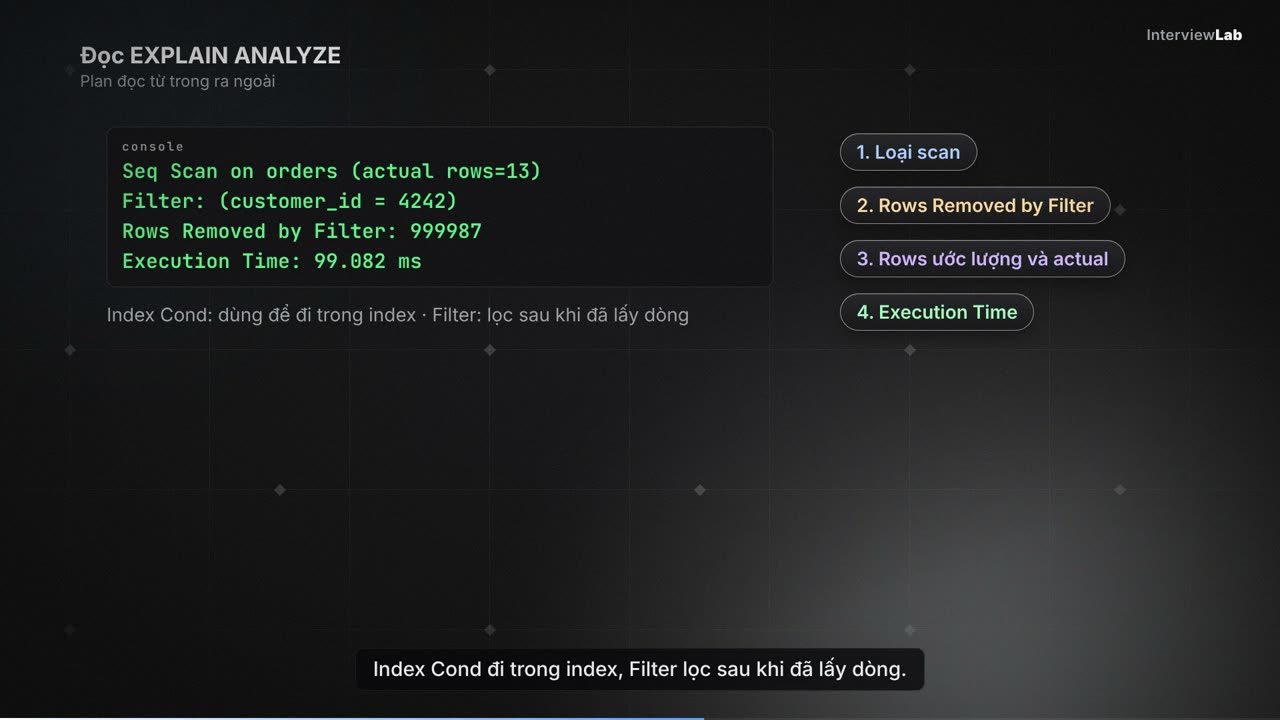 Đọc EXPLAIN ANALYZE
Plan đọc từ trong ra ngoài
InterviewLab
console
Seq Scan on orders (actual rows=13)
Filter: (customer_id = 4242)
Rows Removed by Filter: 999987
Execution Time: 99.082 ms
Index Cond: dùng để đi trong index · Filter: lọc sau khi đã lấy dòng
1. Loại scan
2. Rows Removed by Filter
3. Rows ước lượng và actual
4. Execution Time
Index Cond đi trong index, Filter lọc sau khi đã lấy dòng.